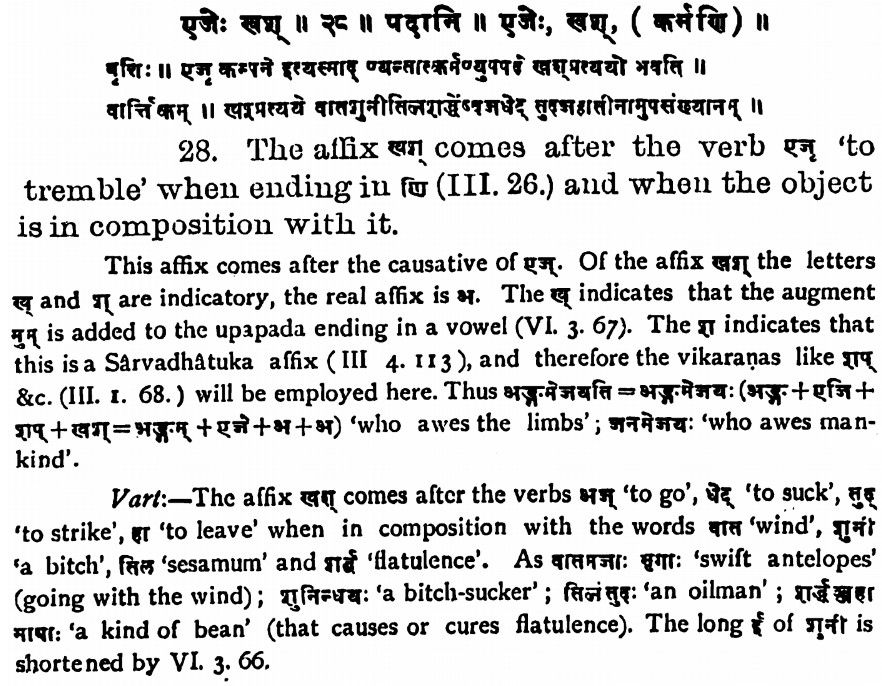 एजेः खश् ॥ २८ ॥ पदानि ॥ एजेः, खश्, ( कर्मणि ) ॥
वृत्तिः ॥ एजृ कम्पने इत्यस्माद् ण्यन्तात्कर्मण्युपपदे खश्प्रत्ययो भवति ॥
वार्त्तिकम् ॥ खश्प्रत्यये वातशुनीतिलशर्द्धेष्वजधेट् तुदजहातीनामुपसंख्यानम् ॥
28. The affix खश् comes after the verb एजृ ‘to
tremble’ when ending in णि (III. 26.) and when the object
is in composition with it.
This affix comes after the causative of एज्. Of the affix खश् the letters
ख् and श् are indicatory, the real affix is अ. The ख् indicates that the augment
मुम् is added to the upapada ending in a vowel (VI. 3. 67). The श indicates that
this is a Sârvadhâtuka affix ( III 4. 113 ), and therefore the vikaraṇas like शप्
&c. (III. 1. 68. ) will be employed here. Thus अङ्गमेजयति = अङ्गमेजयः (अङ्ग + एजि +
शप् + खश् = अङ्गम् + एजे + अ + अ) ‘who awes the limbs’ ; जनमेजयः ‘who awes man-
kind’.
Vart:—The affix खश् comes after the verbs अज् ‘to go’, धेट् ‘to suck’, तुद्
‘to strike’, हा ‘to leave’ when in composition with the words वात ‘wind’, शुनी
‘a bitch’, तिल ‘sesamum’ and शर्द्ध ‘flatulence’. As वातमजाः मृगाः ‘swift antelopes’
(going with the wind) ; शुनिन्धयः ‘a bitch-sucker’ ; तिलंतुदः ‘an oilman’ ; शर्द्धञ्जहा
माषाः ‘a kind of bean’ (that causes or cures flatulence). The long ई of शुनी is
shortened by VI. 3. 66.